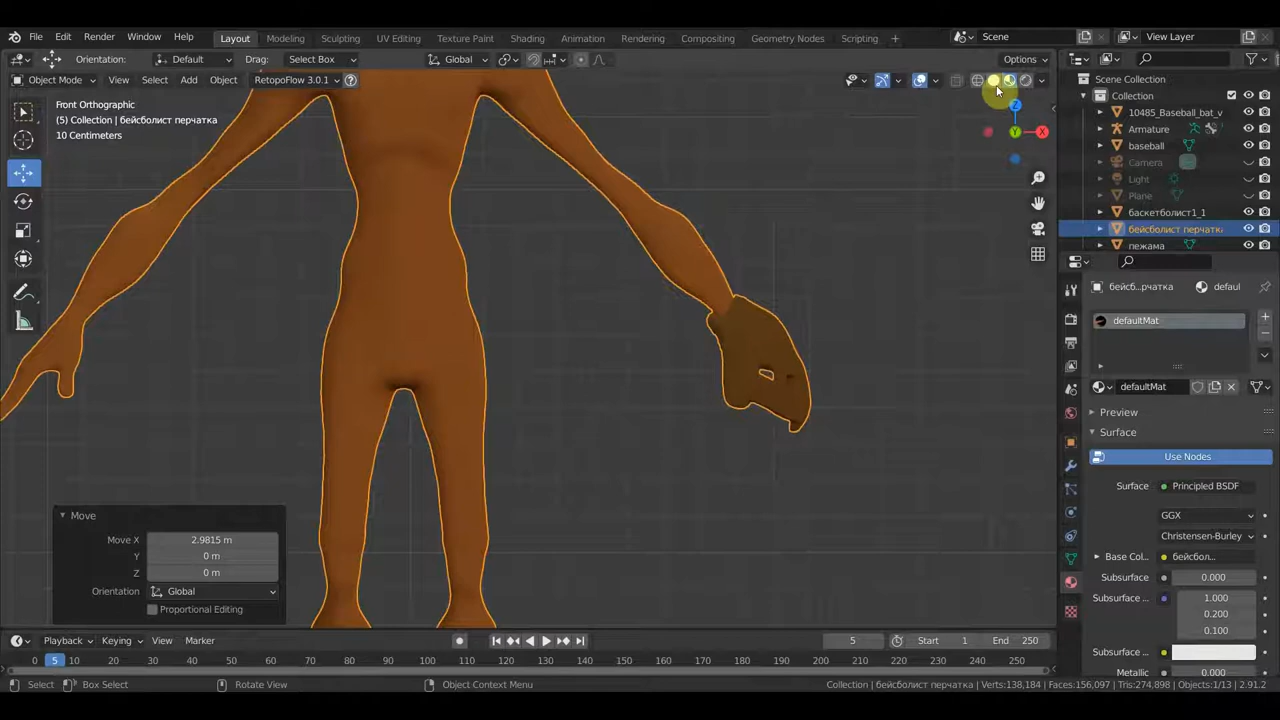 File Edit Render Window Help Layout Modeling Sculpting UV Editing Texture Paint Shading Animation Rendering Compositing Geometry Nodes Scripting + Scene View Layer
Orientation: Default Drag: Select Box Global Options
Object Mode View Select Add Object RetopoFlow 3.0.1 ?
Front Orthographic
(5) Collection | бейсболист перчатка
10 Centimeters
Z
Y
X
Scene Collection
Collection
10485_Baseball_bat_v
Armature
baseball
Camera
Light
Plane
баскетболист1_1
бейсболист перчатка
пежама
бейсб...рчатка defaul
defaultMat
defaultMat
Preview
Surface
Use Nodes
Surface Principled BSDF
GGX
Christensen-Burley
Base Col... бейсбол...
Subsurface 0.000
Subsurface ... 1.000
0.200
0.100
Subsurface ...
Metallic 0.000
Move
Move X 2.9815 m
Y 0 m
Z 0 m
Orientation Global
Proportional Editing
Playback Keying View Marker 5 Start 1 End 250
0 5 10 20 30 40 50 60 70 80 90 100 110 120 130 140 150 160 170 180 190 200 210 220 230 240 250
Select Box Select Rotate View Object Context Menu Collection | бейсболист перчатка | Verts:138,184 | Faces:156,097 | Tris:274,898 | Objects:1/13 | 2.91.2